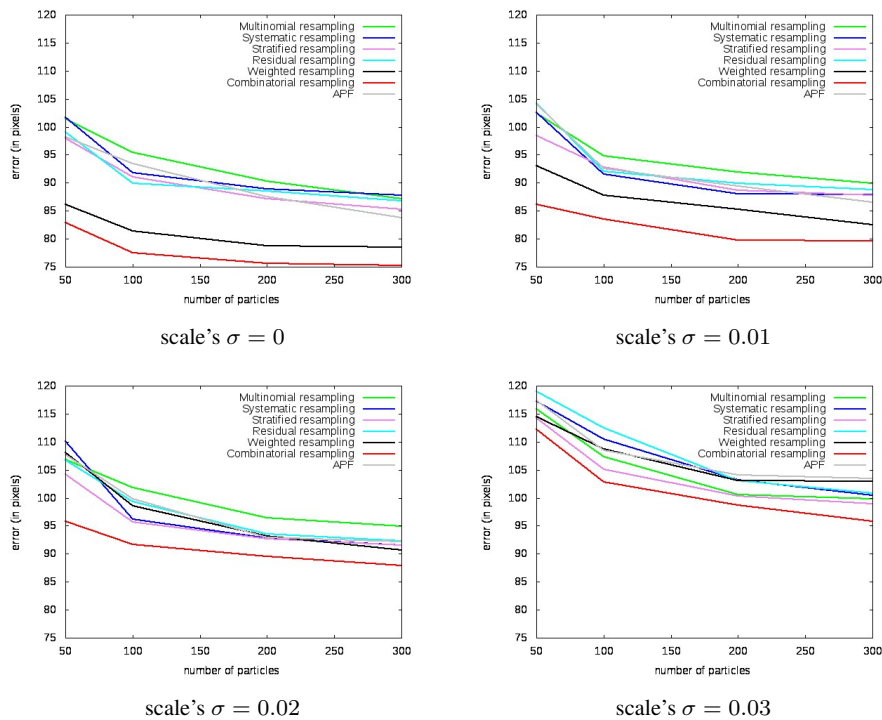 120
115
110
105
100
95
90
85
80
75
50 100 150 200 250 300
error (in pixels)
number of particles
Multinomial resampling
Systematic resampling
Stratified resampling
Residual resampling
Weighted resampling
Combinatorial resampling
APF
scale's σ = 0
120
115
110
105
100
95
90
85
80
75
50 100 150 200 250 300
error (in pixels)
number of particles
Multinomial resampling
Systematic resampling
Stratified resampling
Residual resampling
Weighted resampling
Combinatorial resampling
APF
scale's σ = 0.01
120
115
110
105
100
95
90
85
80
75
50 100 150 200 250 300
error (in pixels)
number of particles
Multinomial resampling
Systematic resampling
Stratified resampling
Residual resampling
Weighted resampling
Combinatorial resampling
APF
scale's σ = 0.02
120
115
110
105
100
95
90
85
80
75
50 100 150 200 250 300
error (in pixels)
number of particles
Multinomial resampling
Systematic resampling
Stratified resampling
Residual resampling
Weighted resampling
Combinatorial resampling
APF
scale's σ = 0.03